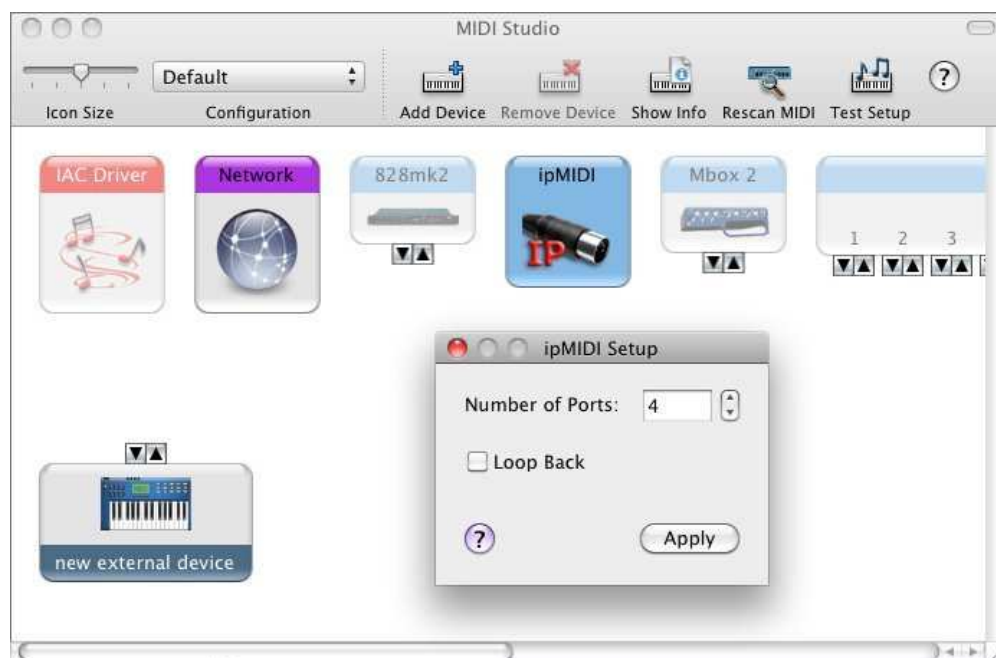 MIDI Studio
Default
Icon Size
Configuration
Add Device
Remove Device
Show Info
Rescan MIDI
Test Setup
?
IAC Driver
Network
828mk2
ipMIDI
IP
Mbox 2
1 2 3
ipMIDI Setup
Number of Ports: 4
Loop Back
?
Apply
new external device